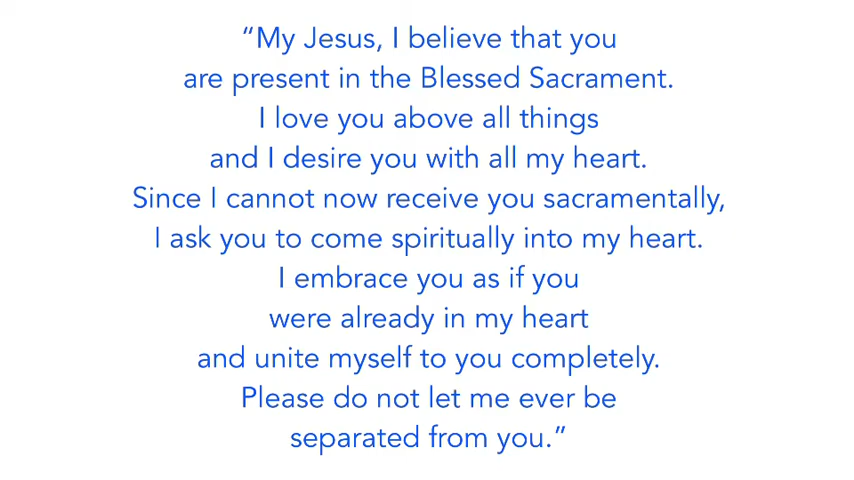 “My Jesus, I believe that you
are present in the Blessed Sacrament.
I love you above all things
and I desire you with all my heart.
Since I cannot now receive you sacramentally,
I ask you to come spiritually into my heart.
I embrace you as if you
were already in my heart
and unite myself to you completely.
Please do not let me ever be
separated from you.”